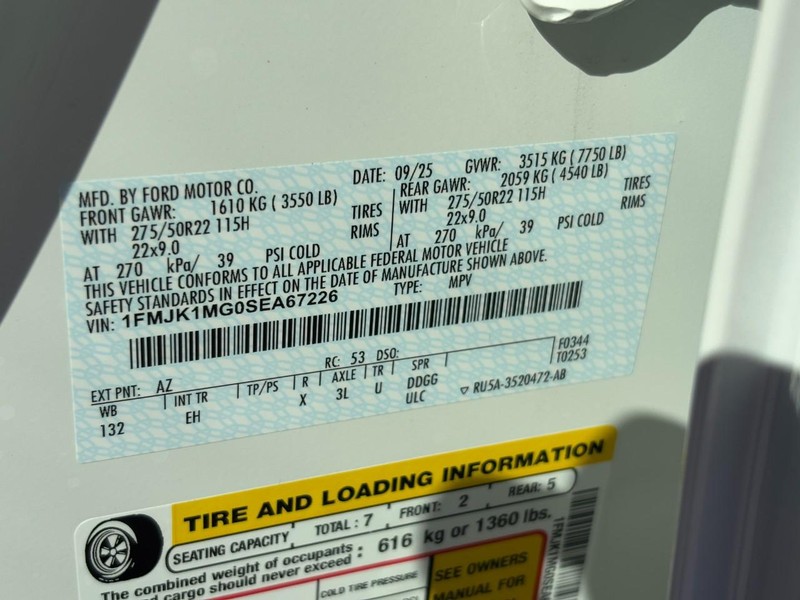 MFD. BY FORD MOTOR CO. DATE: 09/25 GVWR: 3515 KG ( 7750 LB)
FRONT GAWR: 1610 KG ( 3550 LB) REAR GAWR: 2059 KG ( 4540 LB)
WITH 275/50R22 115H TIRES WITH 275/50R22 115H TIRES
22x9.0 RIMS 22x9.0 RIMS
AT 270 kPa/ 39 PSI COLD AT 270 kPa/ 39 PSI COLD
THIS VEHICLE CONFORMS TO ALL APPLICABLE FEDERAL MOTOR VEHICLE
SAFETY STANDARDS IN EFFECT ON THE DATE OF MANUFACTURE SHOWN ABOVE.
VIN: 1FMJK1MG0SEA67226 TYPE: MPV
F0344
T0253
EXT PNT: AZ RC: 53 DSO:
WB INT TR TP/PS R AXLE TR SPR
132 EH X 3L U DDGG
ULC
RU5A-3520472-AB
TIRE AND LOADING INFORMATION
SEATING CAPACITY TOTAL : 7 FRONT: 2 REAR: 5
The combined weight of occupants : 616 kg or 1360 lbs.
and cargo should never exceed
COLD TIRE PRESSURE
SEE OWNERS
MANUAL FOR